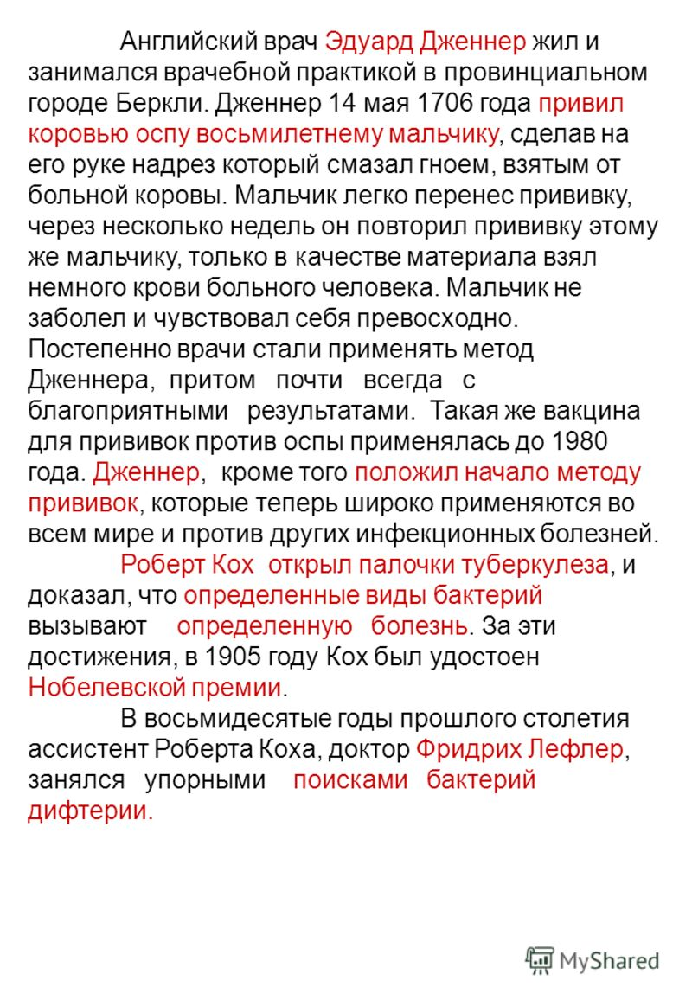 Английский врач Эдуард Дженнер жил и
занимался врачебной практикой в провинциальном
городе Беркли. Дженнер 14 мая 1706 года привил
коровью оспу восьмилетнему мальчику, сделав на
его руке надрез который смазал гноем, взятым от
больной коровы. Мальчик легко перенес прививку,
через несколько недель он повторил прививку этому
же мальчику, только в качестве материала взял
немного крови больного человека. Мальчик не
заболел и чувствовал себя превосходно.
Постепенно врачи стали применять метод
Дженнера, притом почти всегда с
благоприятными результатами. Такая же вакцина
для прививок против оспы применялась до 1980
года. Дженнер, кроме того положил начало методу
прививок, которые теперь широко применяются во
всем мире и против других инфекционных болезней.
Роберт Кох открыл палочки туберкулеза, и
доказал, что определенные виды бактерий
вызывают определенную болезнь. За эти
достижения, в 1905 году Кох был удостоен
Нобелевской премии.
В восьмидесятые годы прошлого столетия
ассистент Роберта Коха, доктор Фридрих Лефлер,
занялся упорными поисками бактерий
дифтерии.
MyShared